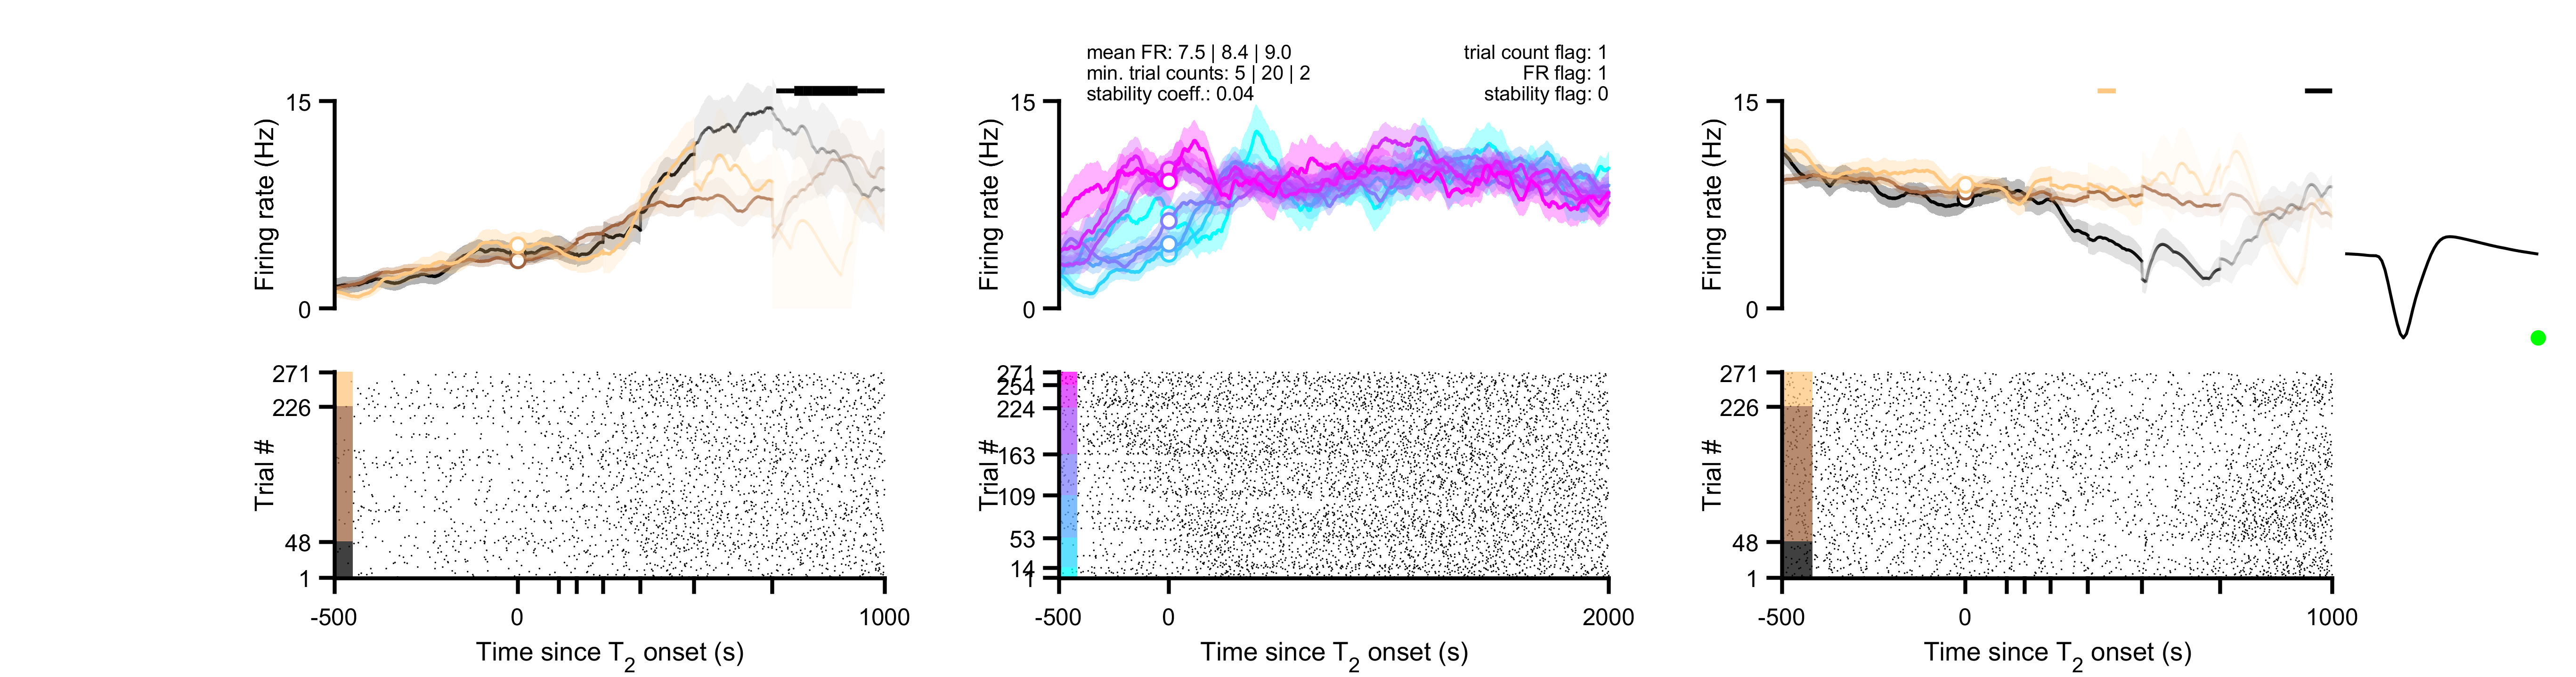 mean FR: 7.5 | 8.4 | 9.0
min. trial counts: 5 | 20 | 2
stability coeff.: 0.04
trial count flag: 1
FR flag: 1
stability flag: 0
15
0
Firing rate (Hz)
15
0
Firing rate (Hz)
15
0
Firing rate (Hz)
271
226
48
1
Trial #
-500
0
1000
Time since T2 onset (s)
271
254
224
163
109
53
14
1
Trial #
-500
0
2000
Time since T2 onset (s)
271
226
48
1
Trial #
-500
0
1000
Time since T2 onset (s)